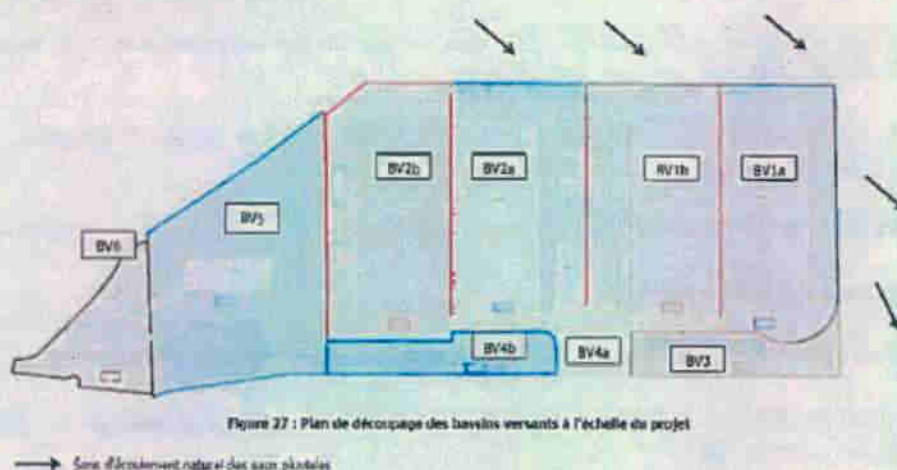 BV2b BV2a BV1b BV1a
BV5
BV6
BV4b BV4a BV3
Figure 27 : Plan de découpage des bassins versants à l'échelle du projet
Sens d'écoulement naturel des eaux pluviales